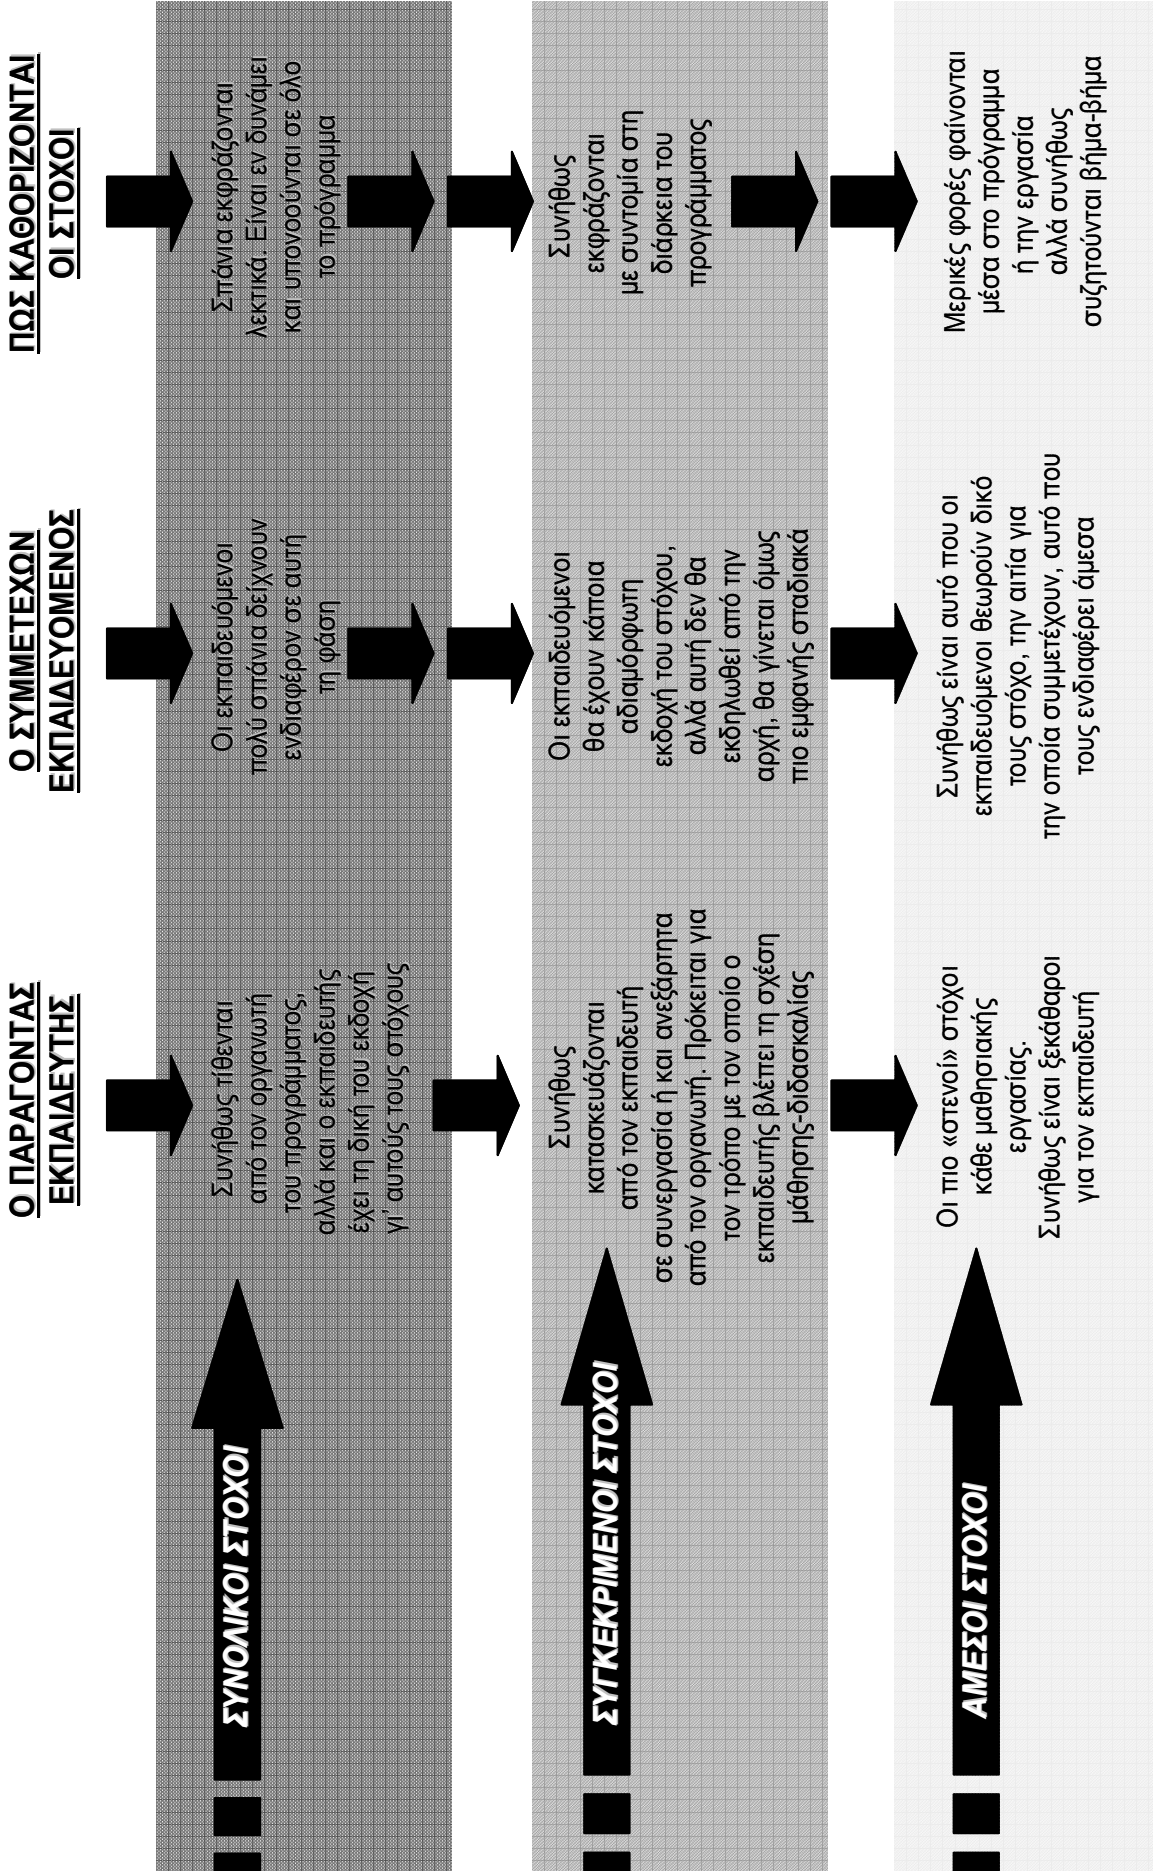 Ο ΠΑΡΑΓΟΝΤΑΣ
ΕΚΠΑΙΔΕΥΤΗΣ
Ο ΣΥΜΜΕΤΕΧΩΝ
ΕΚΠΑΙΔΕΥΟΜΕΝΟΣ
ΠΩΣ ΚΑΘΟΡΙΖΟΝΤΑΙ
ΟΙ ΣΤΟΧΟΙ
ΣΥΝΟΛΙΚΟΙ ΣΤΟΧΟΙ
Συνήθως τίθενται
από τον οργανωτή
του προγράμματος,
αλλά και ο εκπαιδευτής
έχει τη δική του εκδοχή
γι' αυτούς τους στόχους
Οι εκπαιδευόμενοι
πολύ σπάνια δείχνουν
ενδιαφέρον σε αυτή
τη φάση
Σπάνια εκφράζονται
λεκτικά. Είναι εν δυνάμει
και υπονοούνται σε όλο
το πρόγραμμα
ΣΥΓΚΕΚΡΙΜΕΝΟΙ ΣΤΟΧΟΙ
Συνήθως
κατασκευάζονται
από τον εκπαιδευτή
σε συνεργασία ή και ανεξάρτητα
από τον οργανωτή. Πρόκειται για
τον τρόπο με τον οποίο ο
εκπαιδευτής βλέπει τη σχέση
μάθησης-διδασκαλίας
Οι εκπαιδευόμενοι
θα έχουν κάποια
αδιαμόρφωτη
εκδοχή του στόχου,
αλλά αυτή δεν θα
εκδηλωθεί από την
αρχή, θα γίνεται όμως
πιο εμφανής σταδιακά
Συνήθως
εκφράζονται
με συντομία στη
διάρκεια του
προγράμματος
ΑΜΕΣΟΙ ΣΤΟΧΟΙ
Οι πιο «στενοί» στόχοι
κάθε μαθησιακής
εργασίας.
Συνήθως είναι ξεκάθαροι
για τον εκπαιδευτή
Συνήθως είναι αυτό που οι
εκπαιδευόμενοι θεωρούν δικό
τους στόχο, την αιτία για
την οποία συμμετέχουν, αυτό που
τους ενδιαφέρει άμεσα
Μερικές φορές φαίνονται
μέσα στο πρόγραμμα
ή την εργασία
αλλά συνήθως
συζητούνται βήμα-βήμα